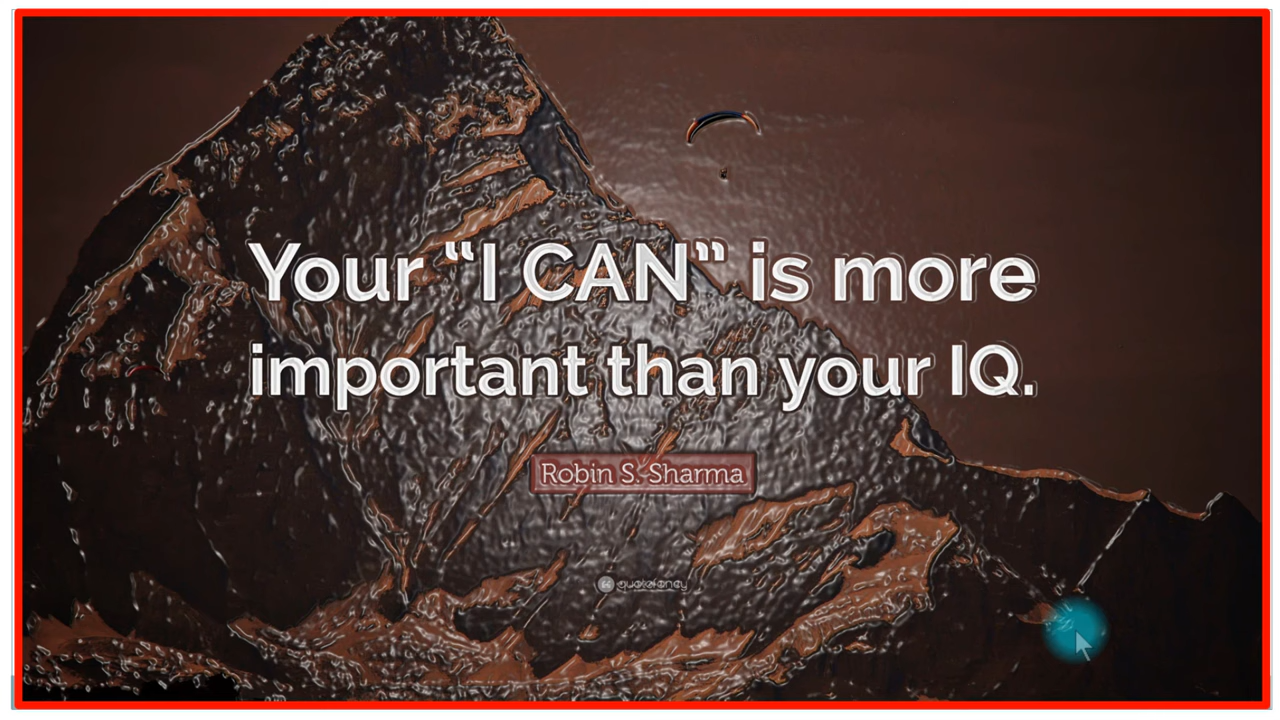 Your “I CAN” is more
important than your IQ.
Robin S. Sharma
quotefancy